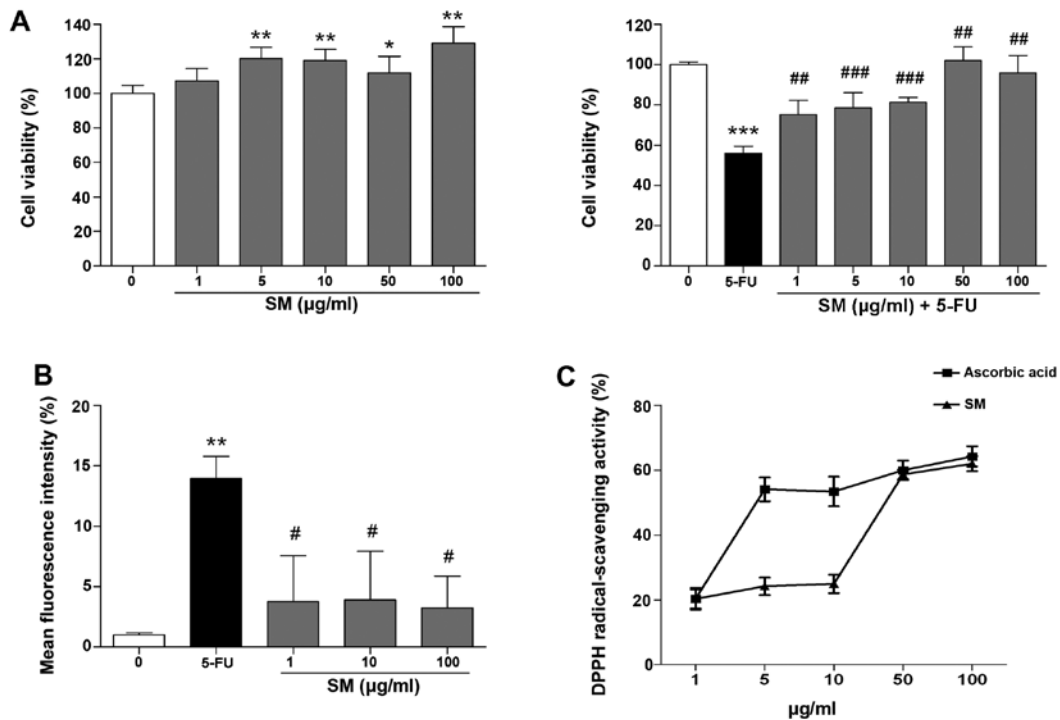 A
Cell viability (%)
140
120
100
80
60
40
20
0
**
**
*
**
0 1 5 10 50 100
SM (µg/ml)
Cell viability (%)
120
100
80
60
40
20
0
***
##
###
###
##
##
0 5-FU 1 5 10 50 100
SM (µg/ml) + 5-FU
B
Mean fluorescence intensity (%)
20
15
10
5
0
**
#
#
#
0 5-FU 1 10 100
SM (µg/ml)
C
Ascorbic acid
SM
DPPH radical-scavenging activity (%)
80
60
40
20
0
1 5 10 50 100
µg/ml